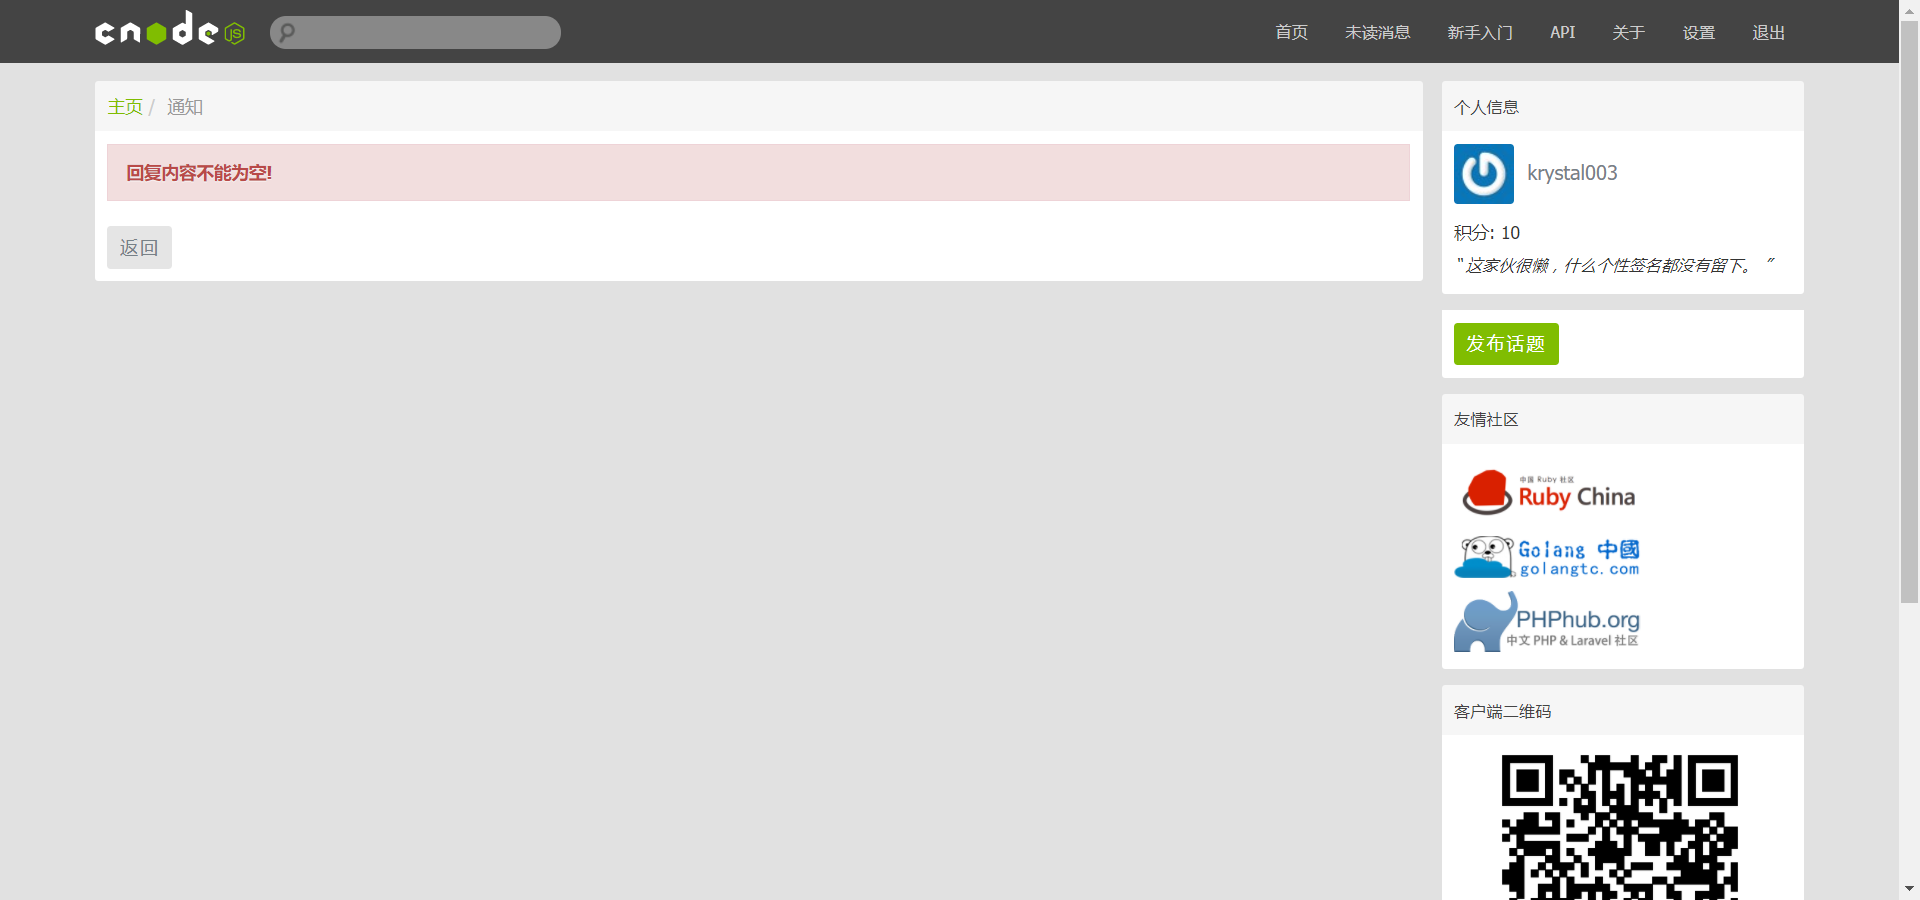 cnode JS
首页 未读消息 新手入门 API 关于 设置 退出
主页 / 通知
回复内容不能为空!
返回
个人信息
krystal003
积分: 10
“ 这家伙很懒，什么个性签名都没有留下。 ”
发布话题
友情社区
中国 Ruby 社区
Ruby China
Golang 中國
golangtc.com
PHPhub.org
中文 PHP & Laravel 社区
客户端二维码